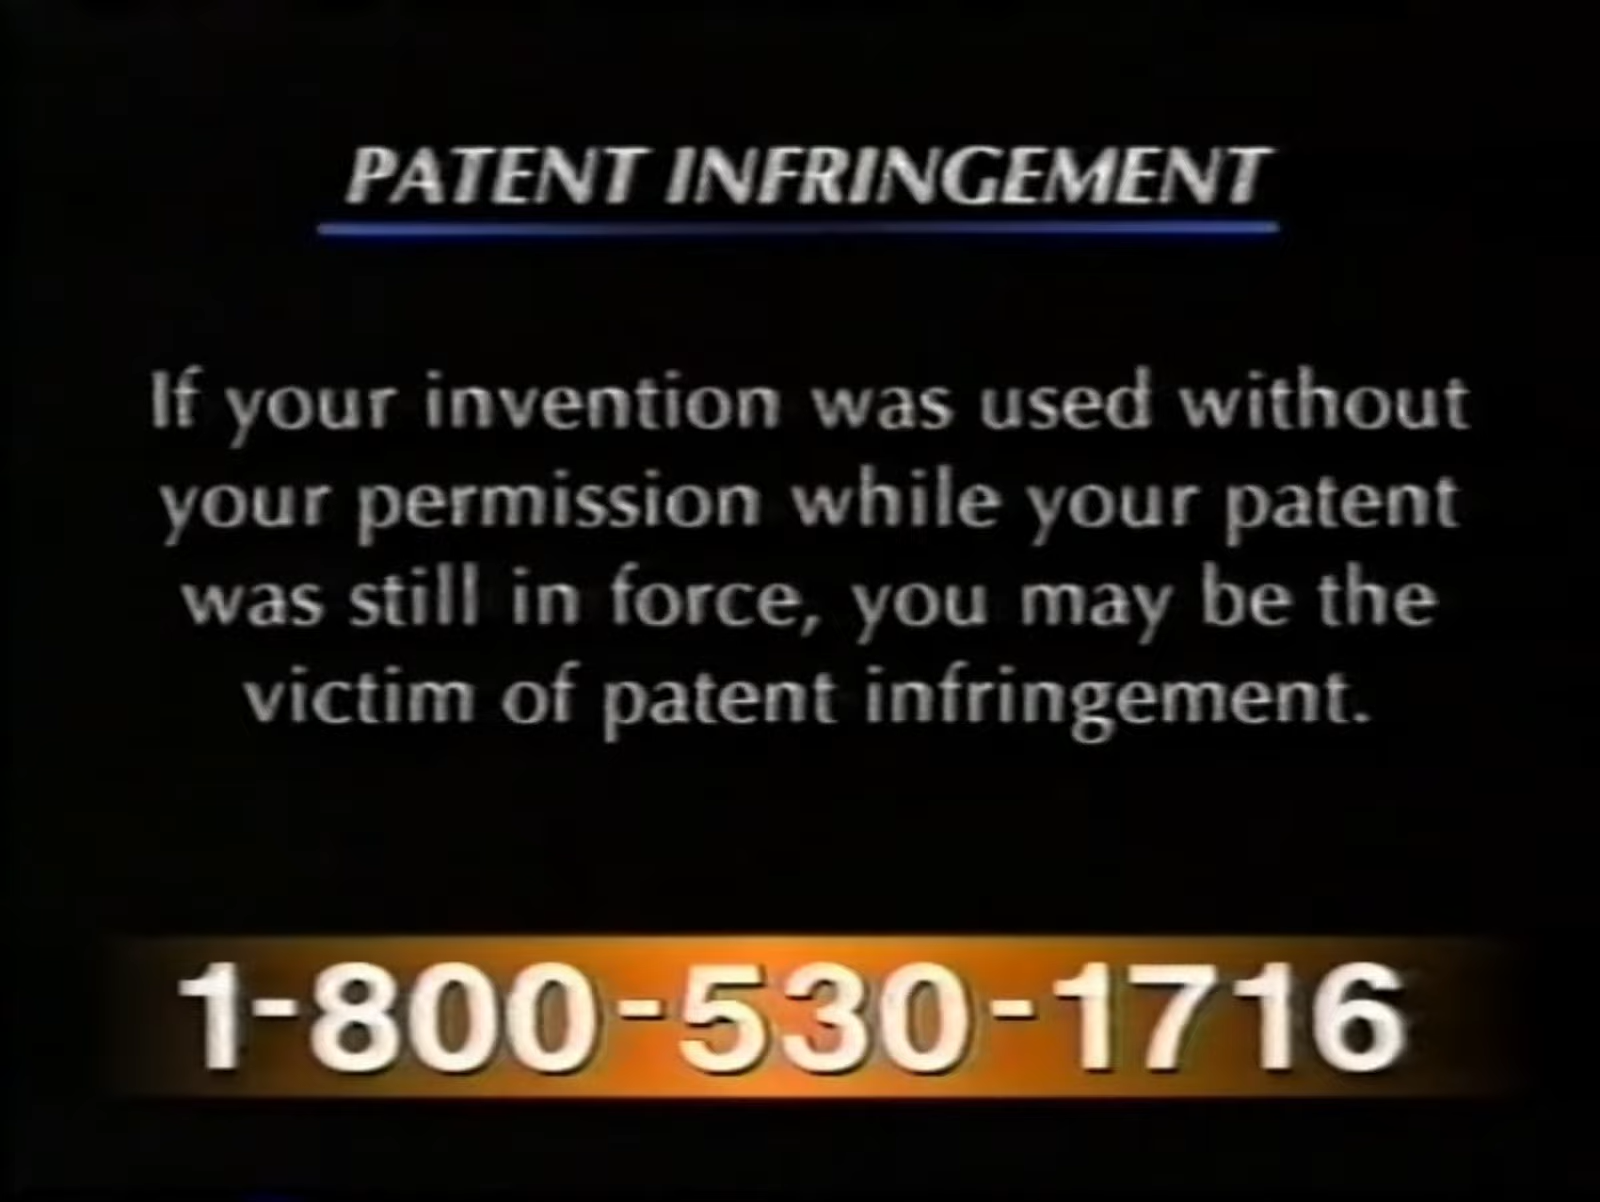 PATENT INFRINGEMENT
If your invention was used without
your permission while your patent
was still in force, you may be the
victim of patent infringement.
1-800-530-1716